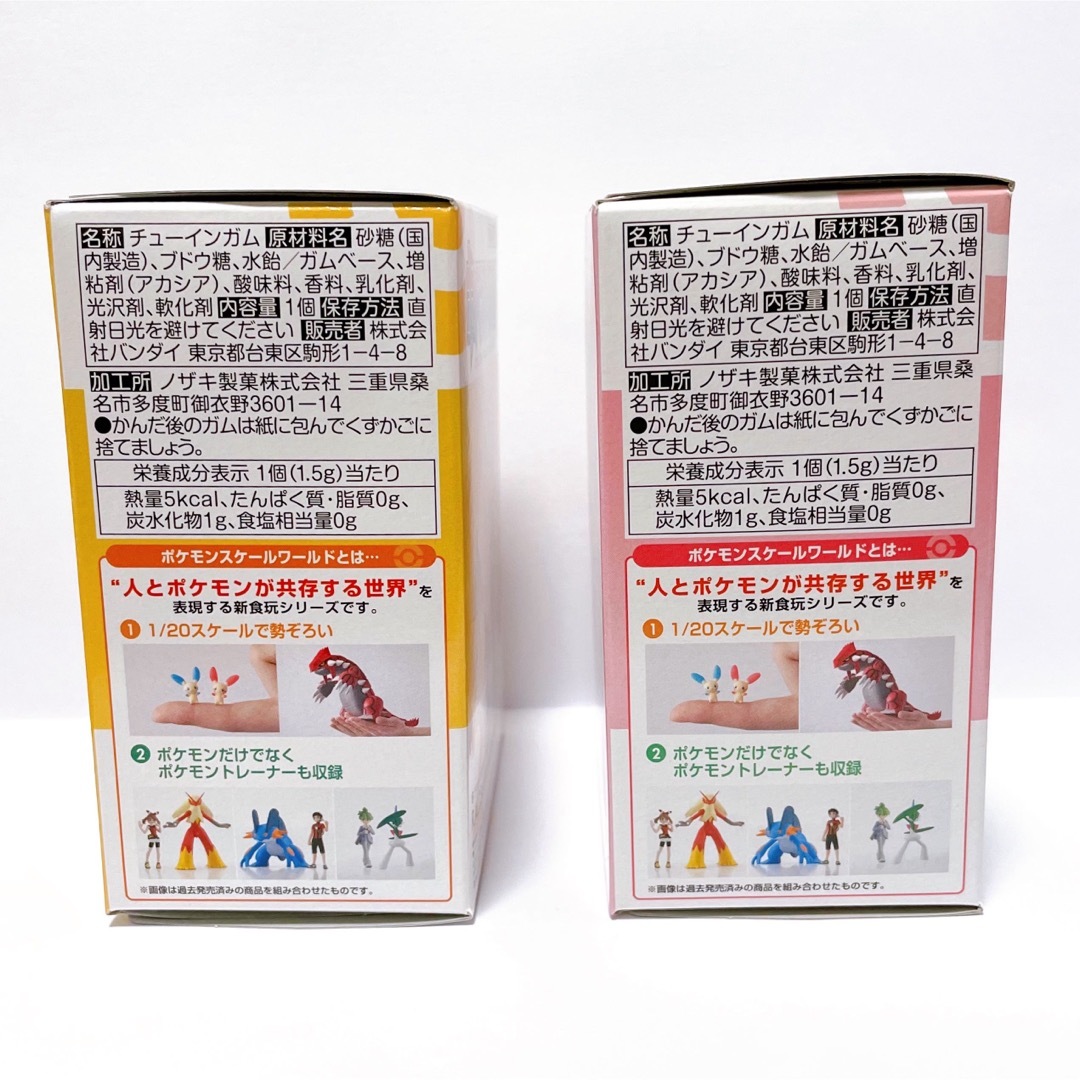 名称 チューインガム 原材料名 砂糖(国
内製造)、ブドウ糖、水飴/ガムベース、増
粘剤(アカシア)、酸味料、香料、乳化剤、
光沢剤、軟化剤 内容量 1個 保存方法 直
射日光を避けてください 販売者 株式会
社バンダイ 東京都台東区駒形1-4-8
加工所 ノザキ製菓株式会社 三重県桑
名市多度町御衣野3601-14
●かんだ後のガムは紙に包んでくずかごに
捨てましょう。
栄養成分表示 1個(1.5g)当たり
熱量5kcal、たんぱく質・脂質0g、
炭水化物1g、食塩相当量0g
ポケモンスケールワールドとは…
“人とポケモンが共存する世界”を
表現する新食玩シリーズです。
1 1/20スケールで勢ぞろい
2 ポケモンだけでなく
ポケモントレーナーも収録
※画像は過去発売済みの商品を組み合わせたものです。
名称 チューインガム 原材料名 砂糖(国
内製造)、ブドウ糖、水飴/ガムベース、増
粘剤(アカシア)、酸味料、香料、乳化剤、
光沢剤、軟化剤 内容量 1個 保存方法 直
射日光を避けてください 販売者 株式会
社バンダイ 東京都台東区駒形1-4-8
加工所 ノザキ製菓株式会社 三重県桑
名市多度町御衣野3601-14
●かんだ後のガムは紙に包んでくずかごに
捨てましょう。
栄養成分表示 1個(1.5g)当たり
熱量5kcal、たんぱく質・脂質0g、
炭水化物1g、食塩相当量0g
ポケモンスケールワールドとは…
“人とポケモンが共存する世界”を
表現する新食玩シリーズです。
1 1/20スケールで勢ぞろい
2 ポケモンだけでなく
ポケモントレーナーも収録
※画像は過去発売済みの商品を組み合わせたものです。